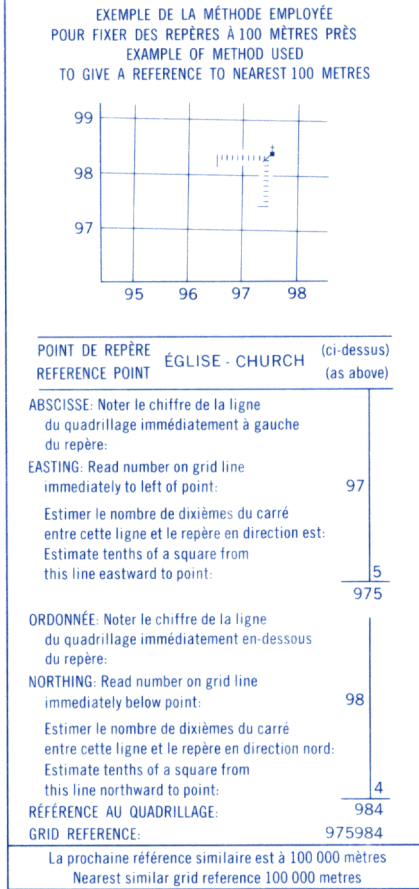 EXEMPLE DE LA MÉTHODE EMPLOYÉE
POUR FIXER DES REPÈRES À 100 MÈTRES PRÈS
EXAMPLE OF METHOD USED
TO GIVE A REFERENCE TO NEAREST 100 METRES
99
98
97
95 96 97 98
POINT DE REPÈRE
REFERENCE POINT
ÉGLISE - CHURCH
(ci-dessus)
(as above)
ABSCISSE: Noter le chiffre de la ligne
du quadrillage immédiatement à gauche
du repère:
EASTING: Read number on grid line
immediately to left of point: 97
Estimer le nombre de dixièmes du carré
entre cette ligne et le repère en direction est:
Estimate tenths of a square from
this line eastward to point: 5
975
ORDONNÉE: Noter le chiffre de la ligne
du quadrillage immédiatement en-dessous
du repère:
NORTHING: Read number on grid line
immediately below point: 98
Estimer le nombre de dixièmes du carré
entre cette ligne et le repère en direction nord:
Estimate tenths of a square from
this line northward to point: 4
RÉFÉRENCE AU QUADRILLAGE: 984
GRID REFERENCE: 975984
La prochaine référence similaire est à 100 000 mètres
Nearest similar grid reference 100 000 metres